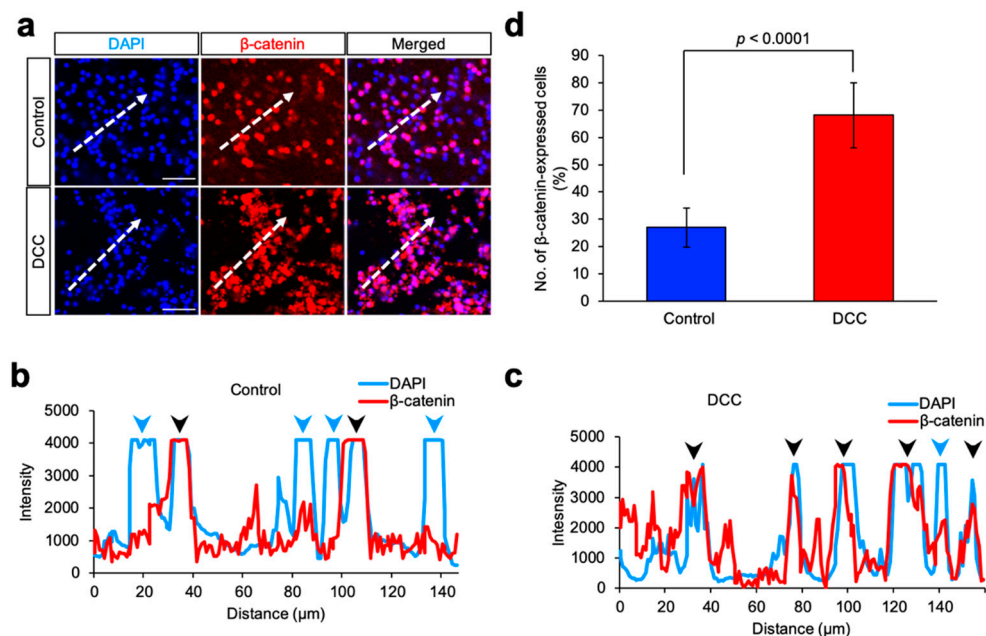 a
DAPI
β-catenin
Merged
Control
DCC
d
p < 0.0001
No. of β-catenin-expressed cells
(%)
90
80
70
60
50
40
30
20
10
0
Control
DCC
b
Control
DAPI
β-catenin
Intensity
5000
4000
3000
2000
1000
0
0
20
40
60
80
100
120
140
Distance (μm)
c
DCC
DAPI
β-catenin
Intensity
5000
4000
3000
2000
1000
0
0
20
40
60
80
100
120
140
Distance (μm)